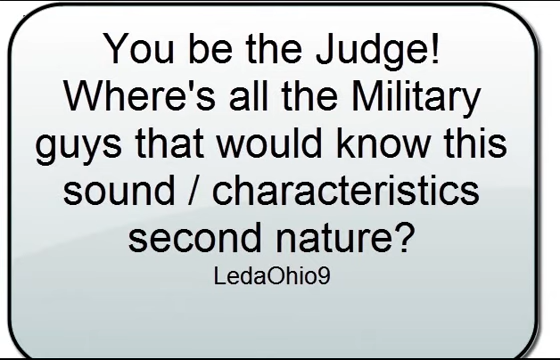 You be the Judge!
Where's all the Military
guys that would know this
sound / characteristics
second nature?
LedaOhio9